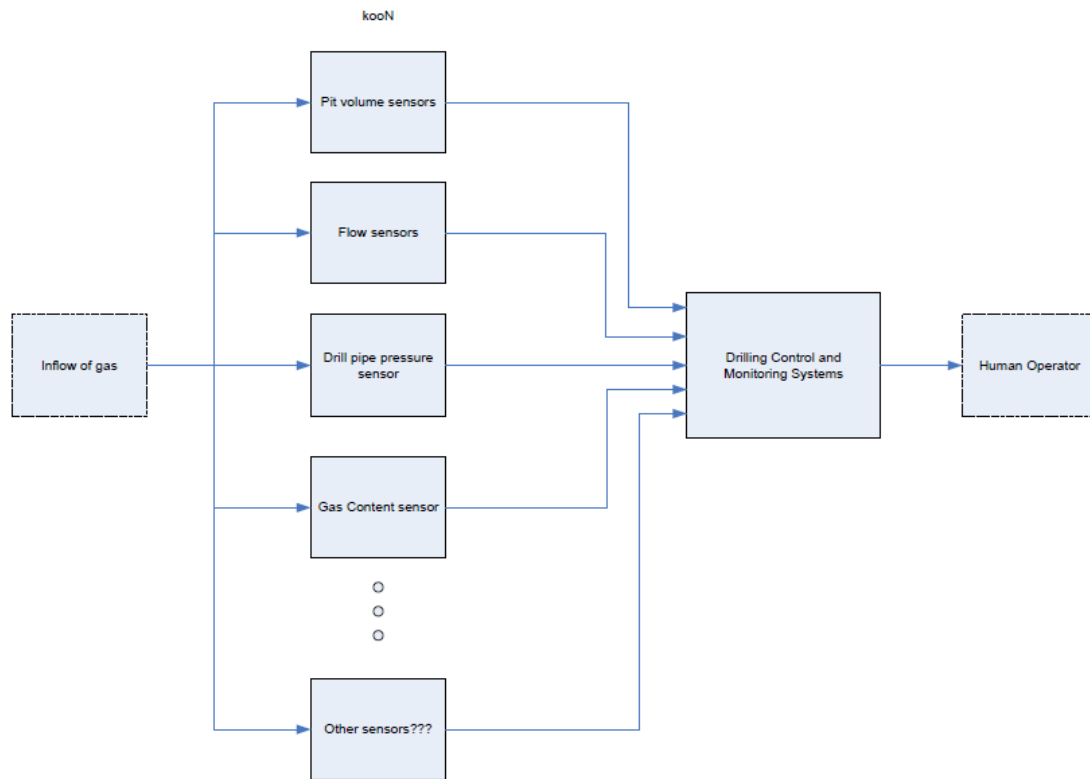 kooN
Pit volume sensors
Flow sensors
Inflow of gas
Drill pipe pressure
sensor
Drilling Control and
Monitoring Systems
Human Operator
Gas Content sensor
Other sensors???